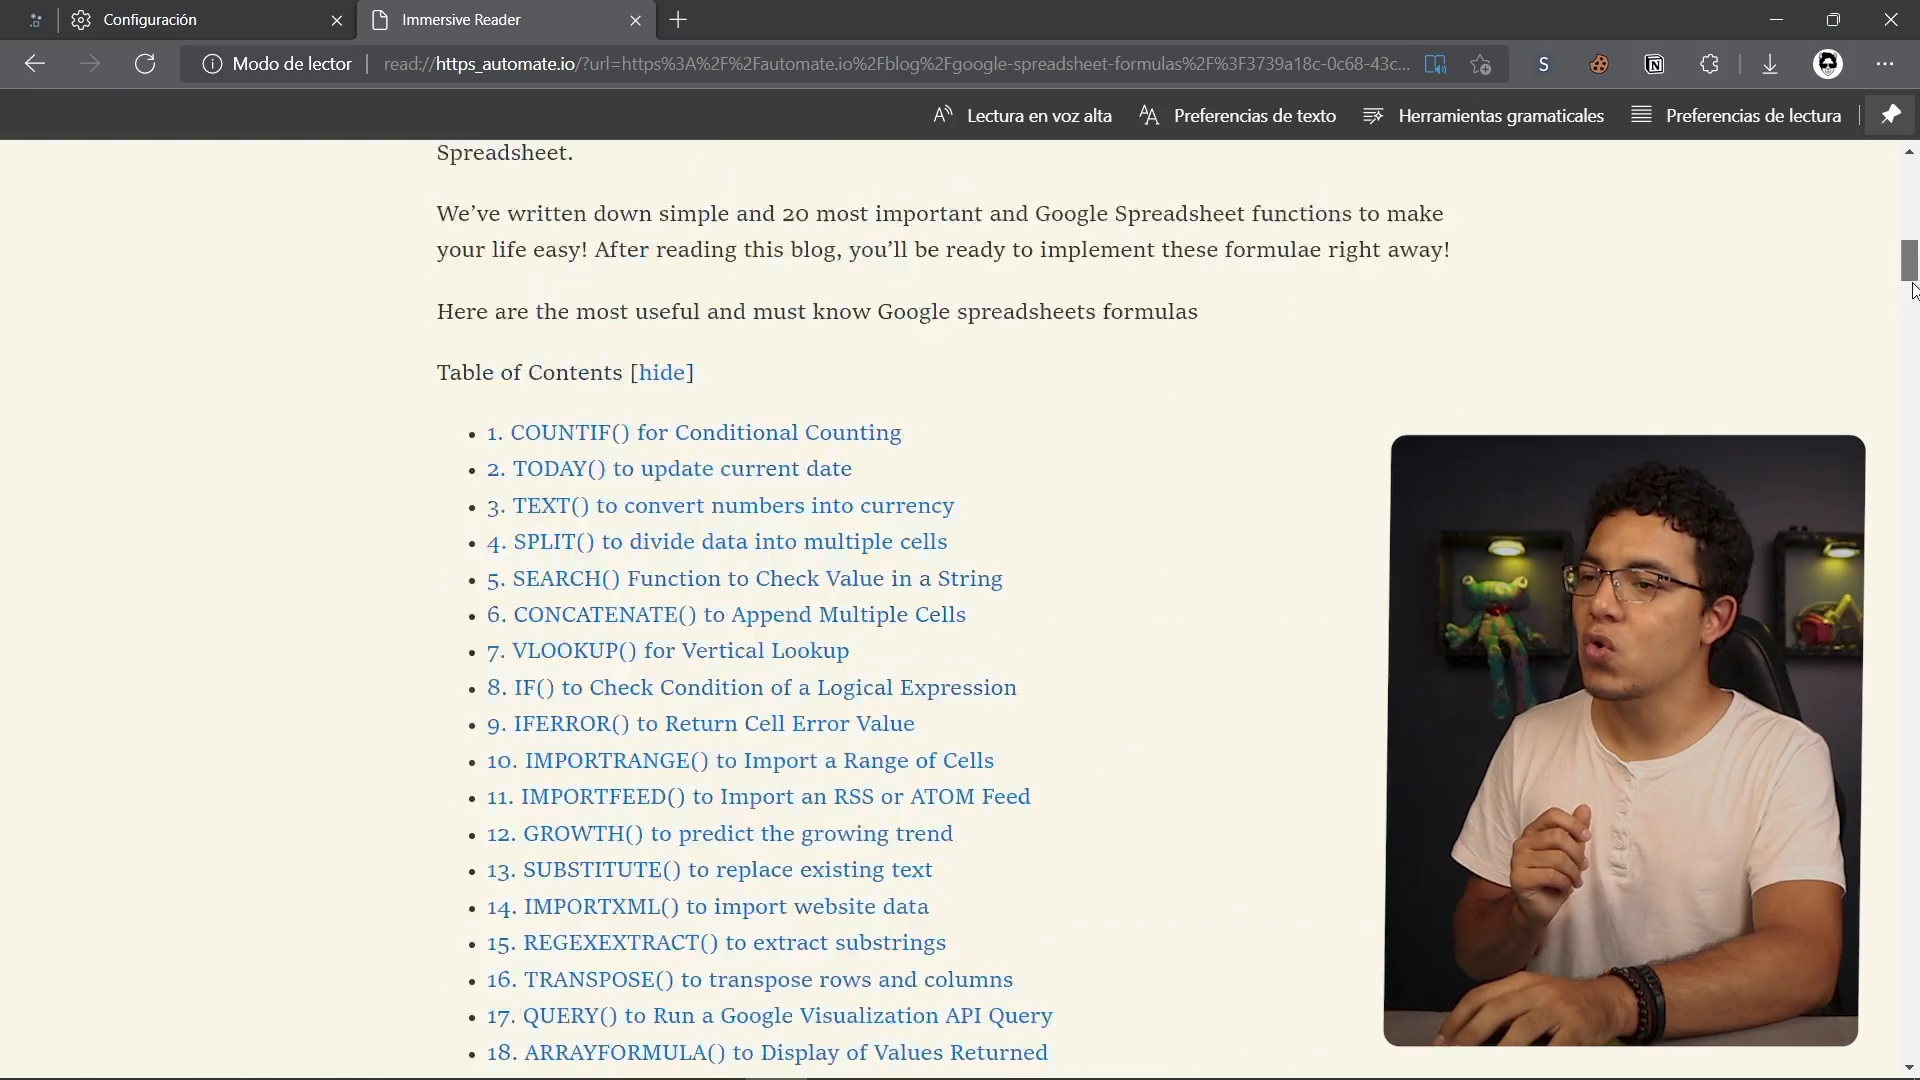 Configuración
Immersive Reader
Modo de lector
read://https_automate.io/?url=https%3A%2F%2Fautomate.io%2Fblog%2Fgoogle-spreadsheet-formulas%2F%3F3739a18c-0c68-43c...
S
N
Lectura en voz alta
Preferencias de texto
Herramientas gramaticales
Preferencias de lectura
Spreadsheet.
We’ve written down simple and 20 most important and Google Spreadsheet functions to make
your life easy! After reading this blog, you’ll be ready to implement these formulae right away!
Here are the most useful and must know Google spreadsheets formulas
Table of Contents [hide]
• 1. COUNTIF() for Conditional Counting
• 2. TODAY() to update current date
• 3. TEXT() to convert numbers into currency
• 4. SPLIT() to divide data into multiple cells
• 5. SEARCH() Function to Check Value in a String
• 6. CONCATENATE() to Append Multiple Cells
• 7. VLOOKUP() for Vertical Lookup
• 8. IF() to Check Condition of a Logical Expression
• 9. IFERROR() to Return Cell Error Value
• 10. IMPORTRANGE() to Import a Range of Cells
• 11. IMPORTFEED() to Import an RSS or ATOM Feed
• 12. GROWTH() to predict the growing trend
• 13. SUBSTITUTE() to replace existing text
• 14. IMPORTXML() to import website data
• 15. REGEXEXTRACT() to extract substrings
• 16. TRANSPOSE() to transpose rows and columns
• 17. QUERY() to Run a Google Visualization API Query
• 18. ARRAYFORMULA() to Display of Values Returned